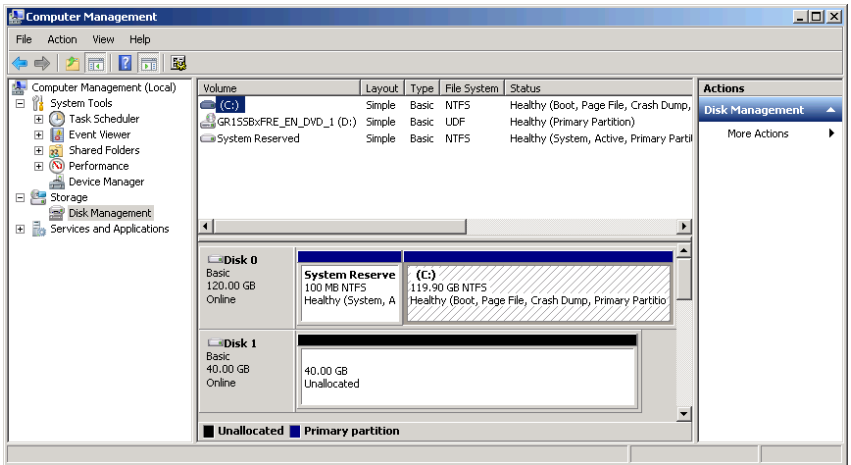 Computer Management
File Action View Help
Computer Management (Local)
System Tools
Task Scheduler
Event Viewer
Shared Folders
Performance
Device Manager
Storage
Disk Management
Services and Applications
Volume Layout Type File System Status
(C:) Simple Basic NTFS Healthy (Boot, Page File, Crash Dump,
GR1SSBxFRE_EN_DVD_1 (D:) Simple Basic UDF Healthy (Primary Partition)
System Reserved Simple Basic NTFS Healthy (System, Active, Primary Parti
Actions
Disk Management
More Actions
Disk 0
Basic
120.00 GB
Online
System Reserve
100 MB NTFS
Healthy (System, A
(C:)
119.90 GB NTFS
Healthy (Boot, Page File, Crash Dump, Primary Partitio
Disk 1
Basic
40.00 GB
Online
40.00 GB
Unallocated
Unallocated Primary partition